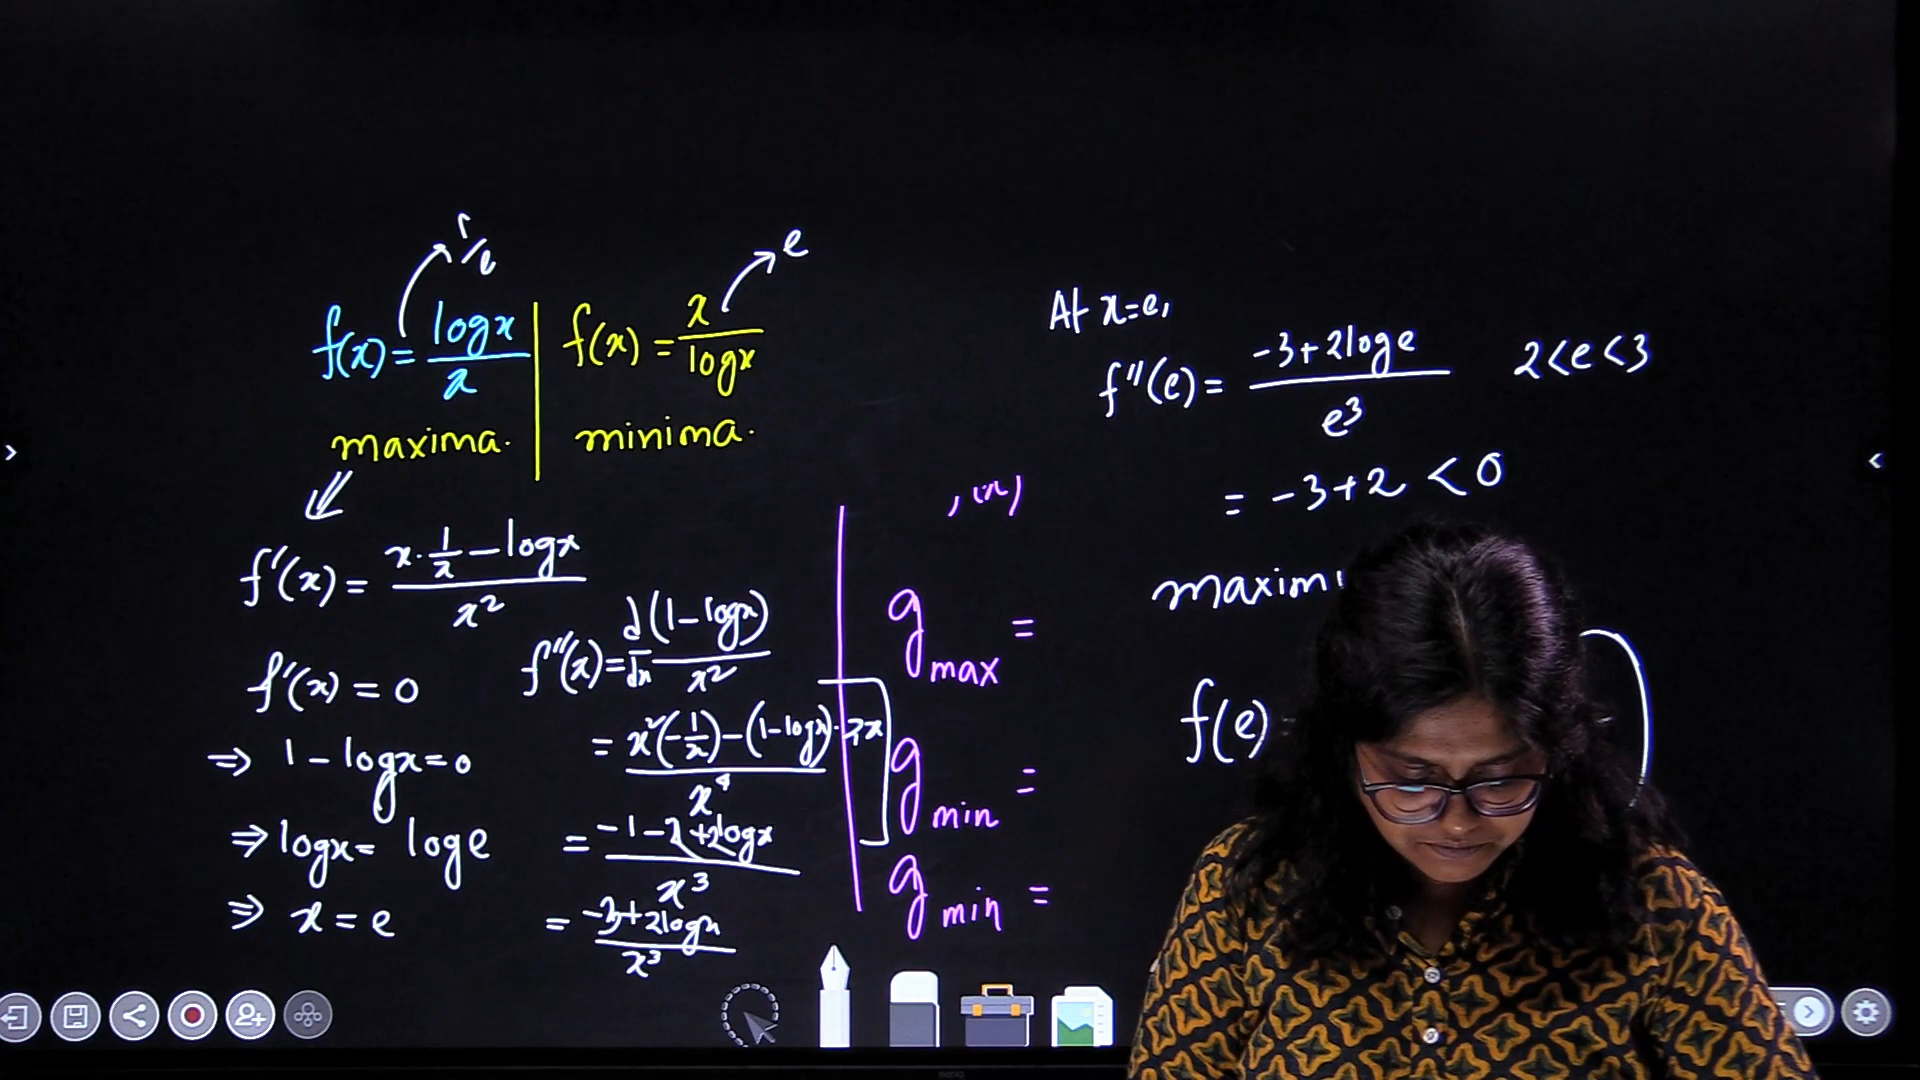 1/e
e
f(x) = logx/x
f(x) = x/logx
maxima.
minima.
f'(x) = (x·1/x – logx)/x²
f'(x) = 0
⇒ 1 – logx = 0
⇒ logx = loge
⇒ x = e
f''(x) = d/dx (1–logx)/x²
= (x²(-1/x) – (1–logx)·2x)/x⁴
= (-1-2+2logx)/x³
= (-3+2logx)/x³
g max =
g min =
g min =
At x=e,
f''(e) = (-3+2loge)/e³
2<e<3
= -3+2 < 0
f(e)